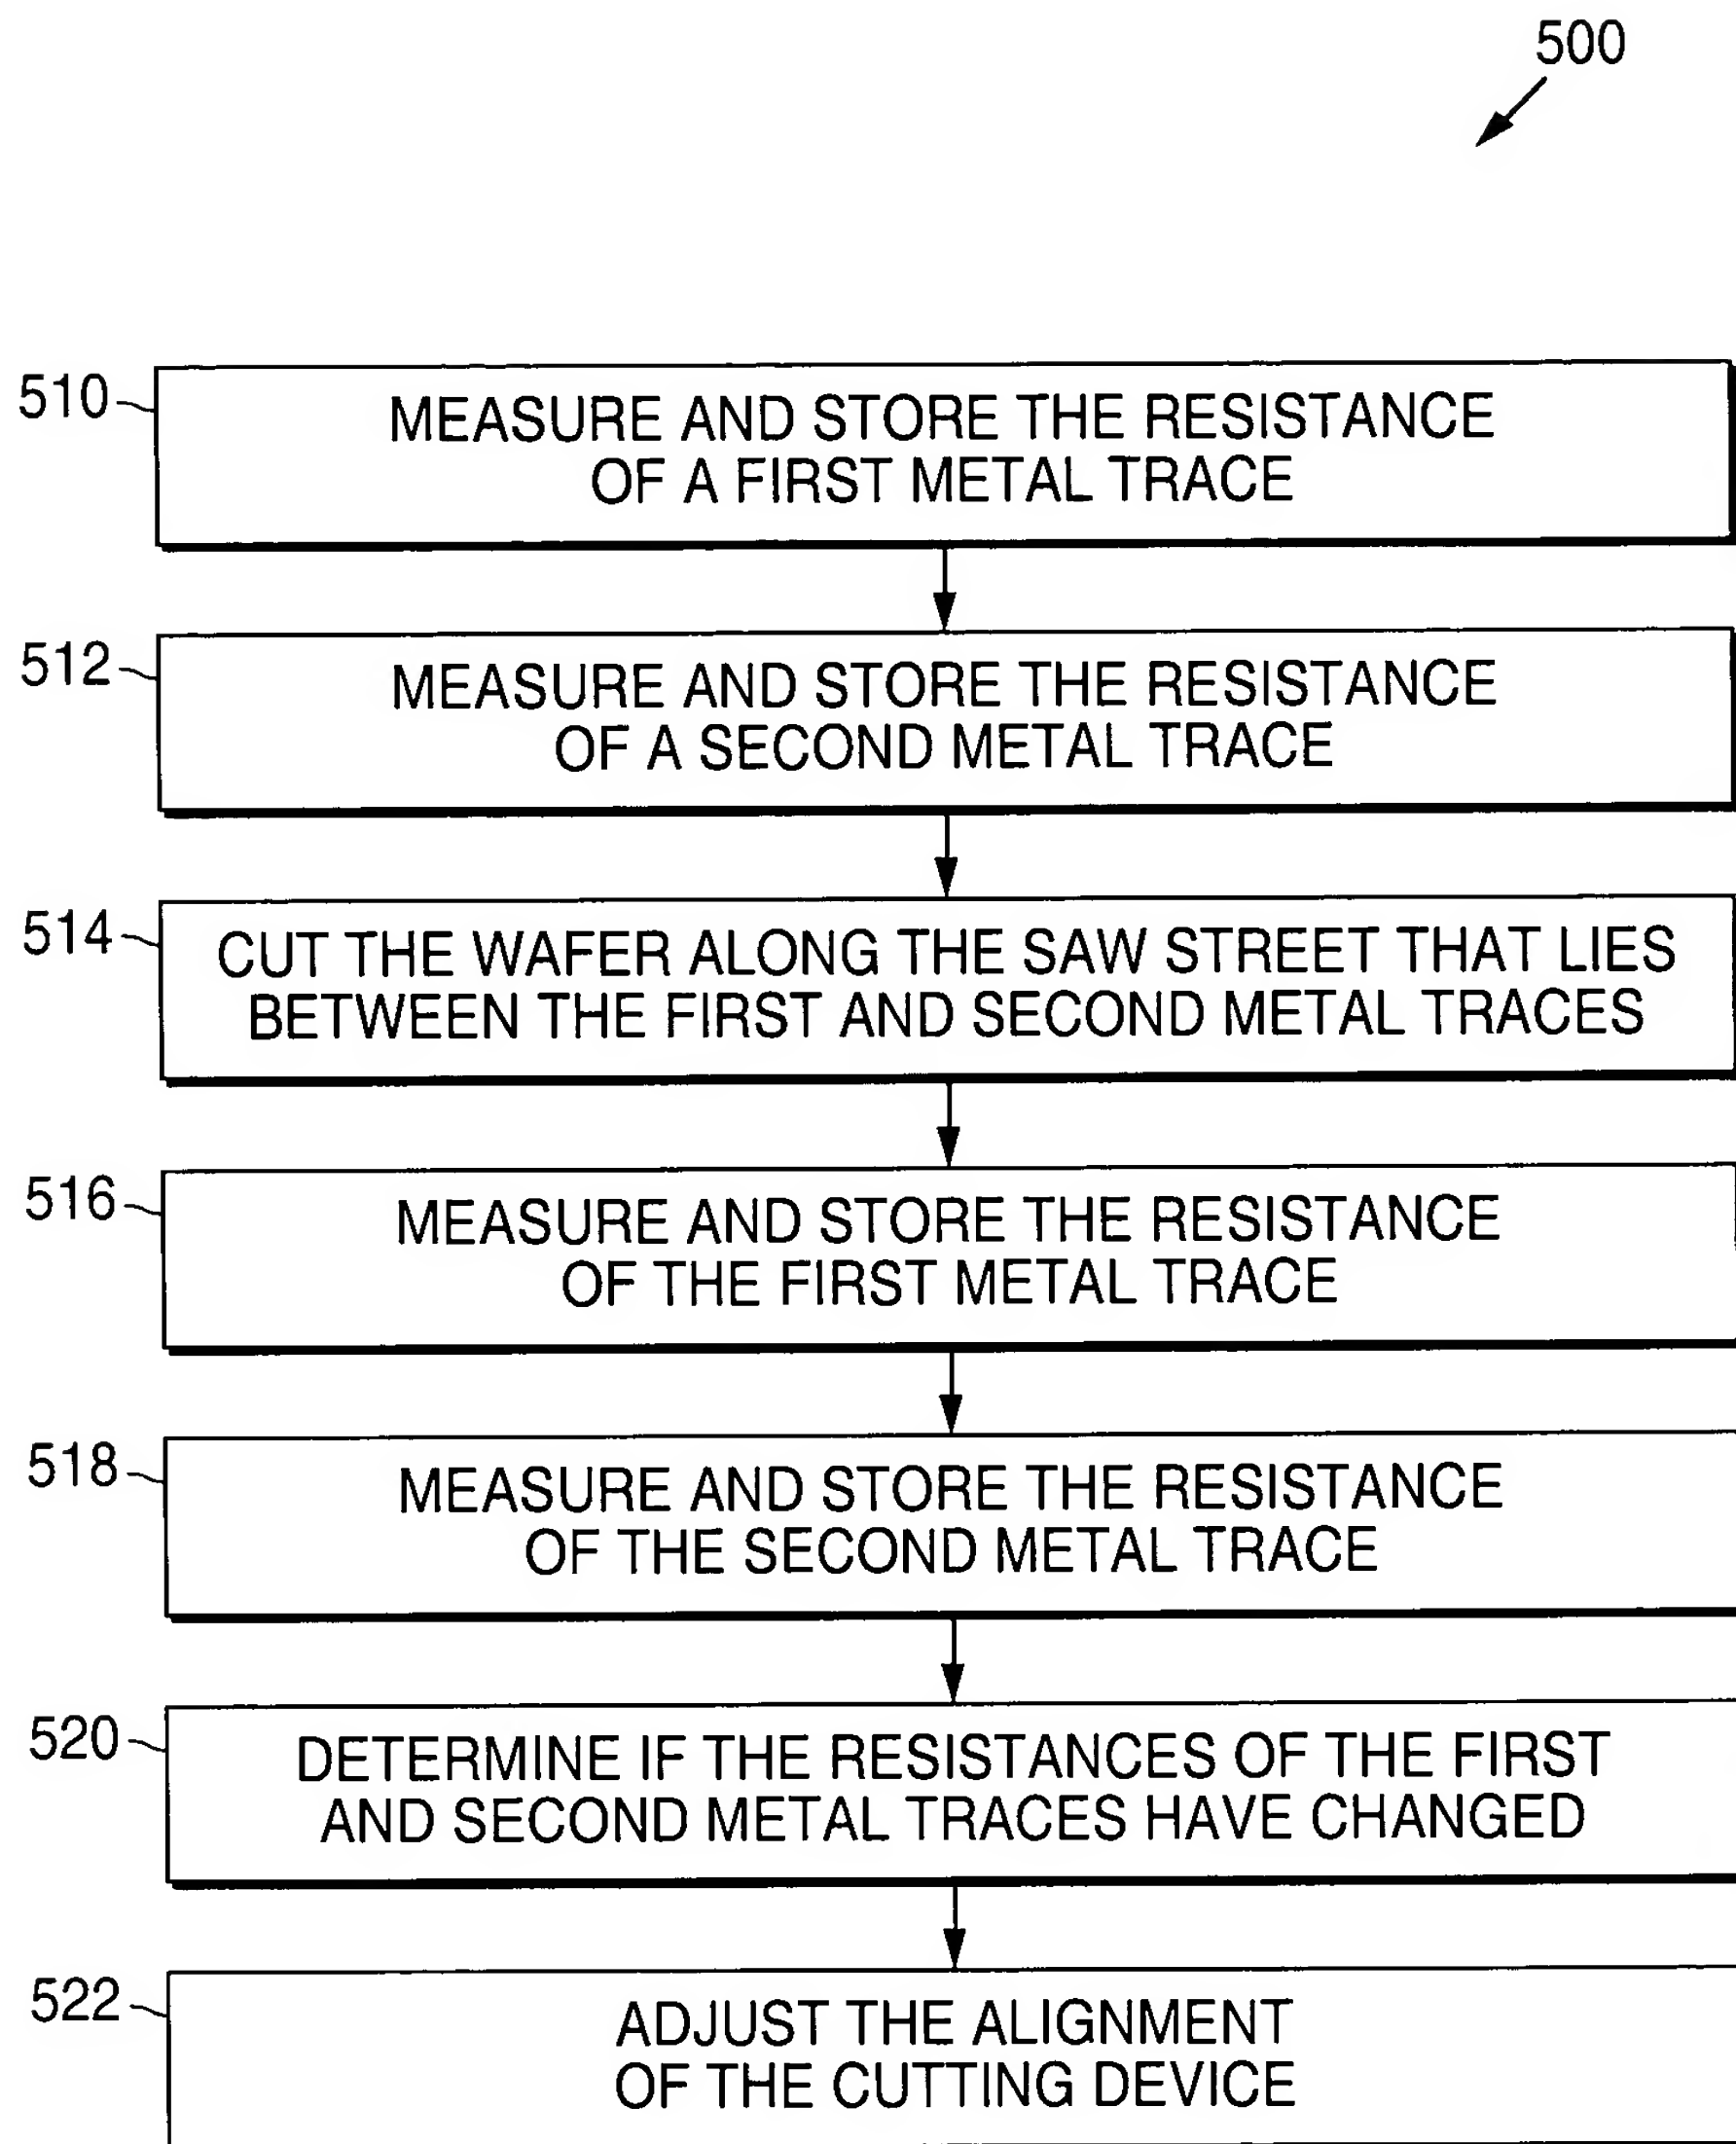 500
510
MEASURE AND STORE THE RESISTANCE
OF A FIRST METAL TRACE
512
MEASURE AND STORE THE RESISTANCE
OF A SECOND METAL TRACE
514
CUT THE WAFER ALONG THE SAW STREET THAT LIES
BETWEEN THE FIRST AND SECOND METAL TRACES
516
MEASURE AND STORE THE RESISTANCE
OF THE FIRST METAL TRACE
518
MEASURE AND STORE THE RESISTANCE
OF THE SECOND METAL TRACE
520
DETERMINE IF THE RESISTANCES OF THE FIRST
AND SECOND METAL TRACES HAVE CHANGED
522
ADJUST THE ALIGNMENT
OF THE CUTTING DEVICE